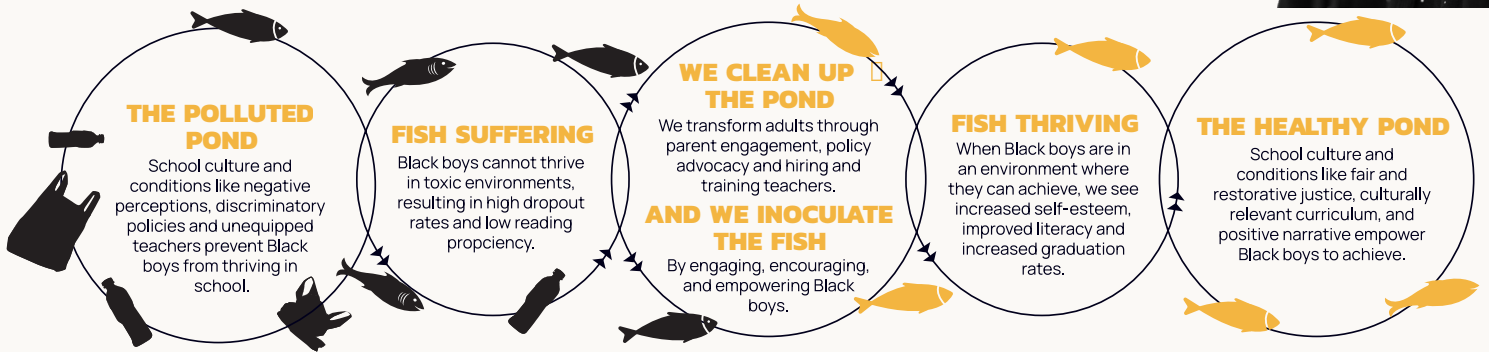 THE POLLUTED
POND
School culture and
conditions like negative
perceptions, discriminatory
policies and unequipped
teachers prevent Black
boys from thriving in
school.
FISH SUFFERING
Black boys cannot thrive
in toxic environments,
resulting in high dropout
rates and low reading
propciency.
WE CLEAN UP
THE POND
We transform adults through
parent engagement, policy
advocacy and hiring and
training teachers.
AND WE INOCULATE
THE FISH
By engaging, encouraging,
and empowering Black
boys.
FISH THRIVING
When Black boys are in
an environment where
they can achieve, we see
increased self-esteem,
improved literacy and
increased graduation
rates.
THE HEALTHY POND
School culture and
conditions like fair and
restorative justice, culturally
relevant curriculum, and
positive narrative empower
Black boys to achieve.